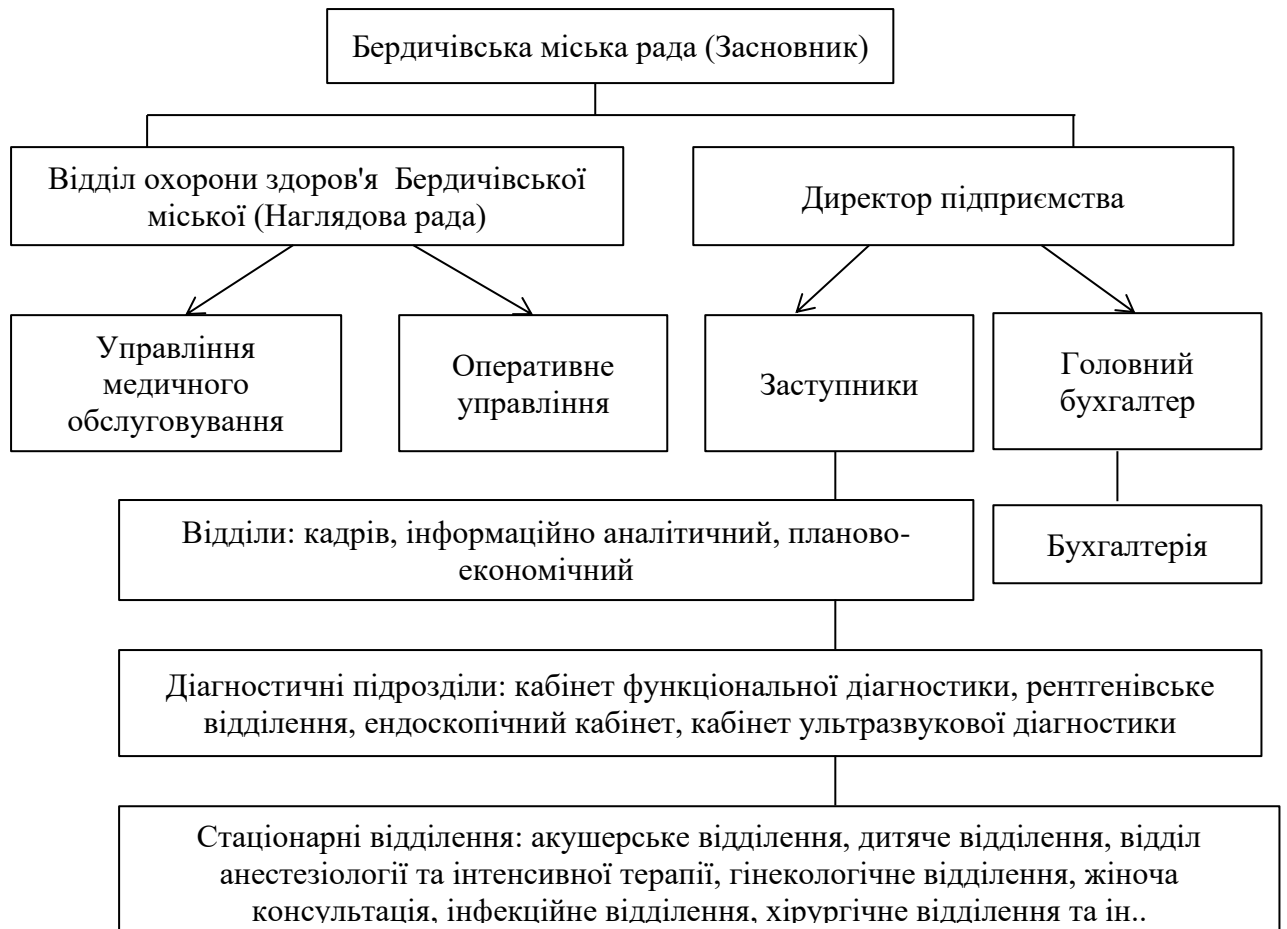 Бердичівська міська рада (Засновник)
Відділ охорони здоров'я Бердичівської
міської (Наглядова рада)
Директор підприємства
Управління
медичного
обслуговування
Оперативне
управління
Заступники
Головний
бухгалтер
Відділи: кадрів, інформаційно аналітичний, планово-
економічний
Бухгалтерія
Діагностичні підрозділи: кабінет функціональної діагностики, рентгенівське
відділення, ендоскопічний кабінет, кабінет ультразвукової діагностики
Стаціонарні відділення: акушерське відділення, дитяче відділення, відділ
анестезіології та інтенсивної терапії, гінекологічне відділення, жіноча
консультація, інфекційне відділення, хірургічне відділення та ін..